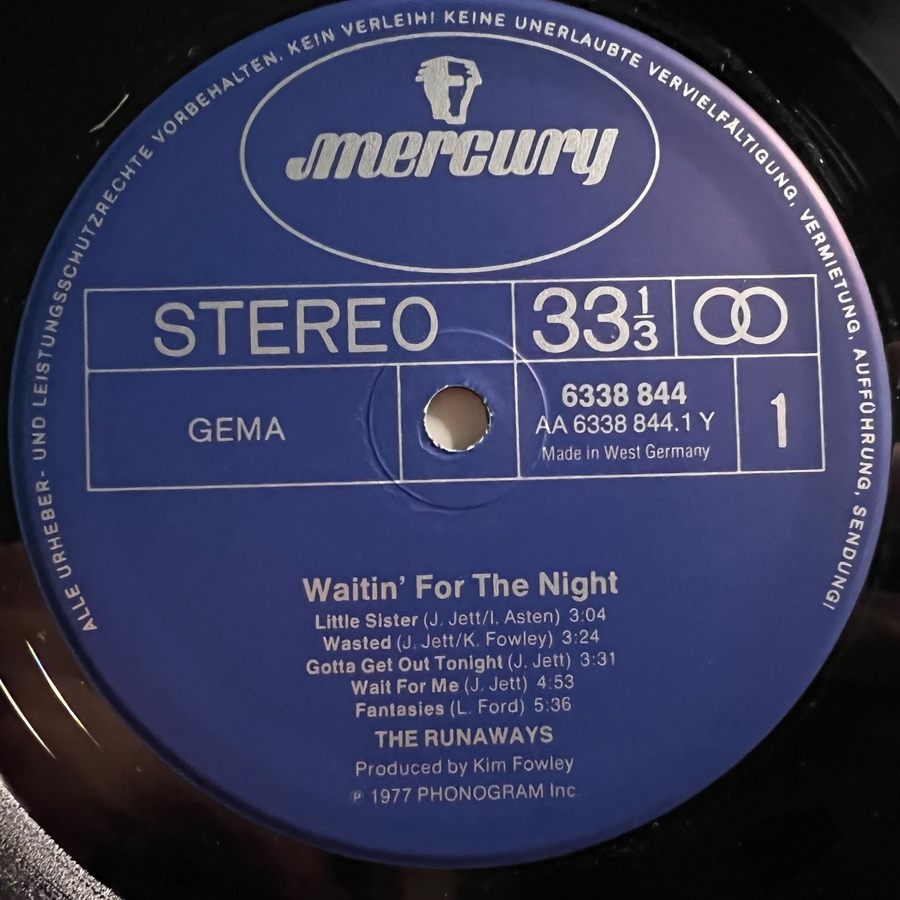 ALLE URHEBER- UND LEISTUNGSSCHUTZRECHTE VORBEHALTEN. KEIN VERLEIH! KEINE UNERLAUBTE VERVIELFÄLTIGUNG, VERMIETUNG, AUFFÜHRUNG, SENDUNG!
mercury
STEREO
33 1/3
GEMA
6338 844
AA 6338 844.1 Y
Made in West Germany
1
Waitin' For The Night
Little Sister (J. Jett/I. Asten) 3:04
Wasted (J. Jett/K. Fowley) 3:24
Gotta Get Out Tonight (J. Jett) 3:31
Wait For Me (J. Jett) 4:53
Fantasies (L. Ford) 5:36
THE RUNAWAYS
Produced by Kim Fowley
℗ 1977 PHONOGRAM Inc